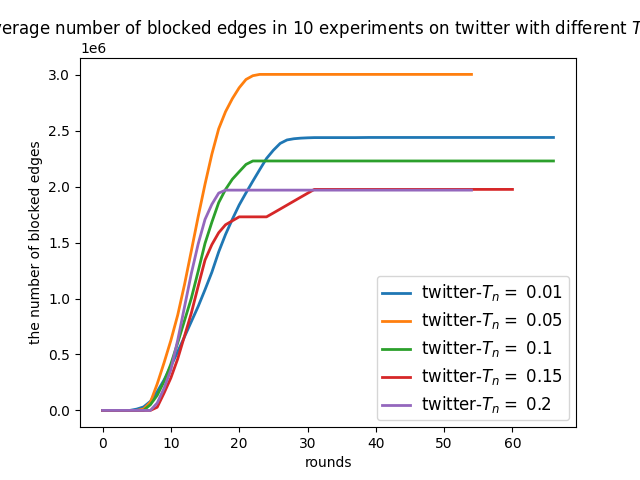 verage number of blocked edges in 10 experiments on twitter with different T
1e6
3.0
2.5
2.0
1.5
1.0
0.5
0.0
the number of blocked edges
0 10 20 30 40 50 60
rounds
twitter-Tn = 0.01
twitter-Tn = 0.05
twitter-Tn = 0.1
twitter-Tn = 0.15
twitter-Tn = 0.2